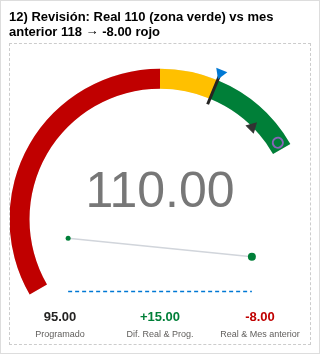 12) Revisión: Real 110 (zona verde) vs mes
anterior 118 → -8.00 rojo
110.00
95.00 +15.00 -8.00
Programado Dif. Real & Prog. Real & Mes anterior